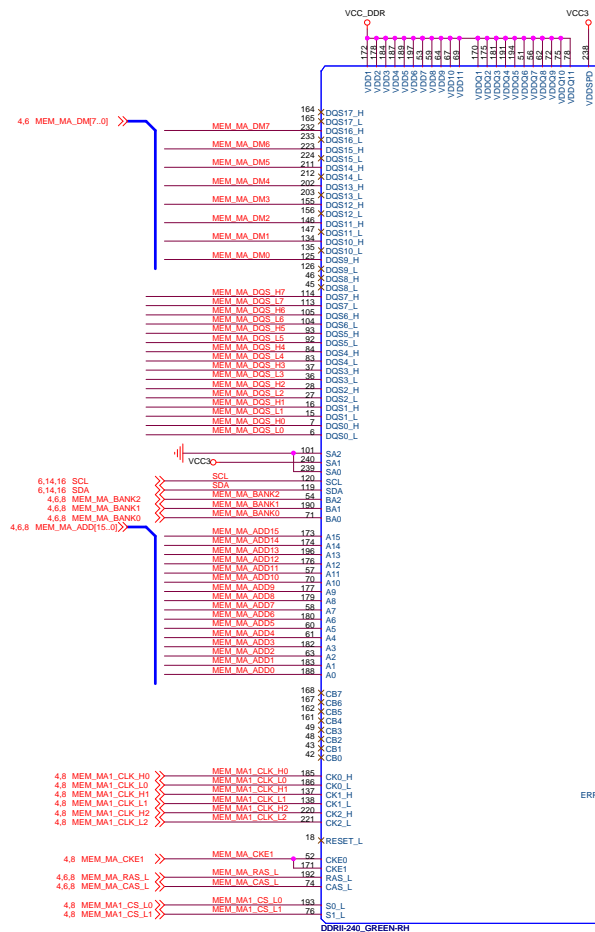 VCC_DDR VCC3
172 178 184 187 189 197 53 59 64 67 69 170 175 181 191 194 51 56 62 72 75 78 238
VDD1 VDD2 VDD3 VDD4 VDD5 VDD6 VDD7 VDD8 VDD9 VDD10 VDD11 VDDQ1 VDDQ2 VDDQ3 VDDQ4 VDDQ5 VDDQ6 VDDQ7 VDDQ8 VDDQ9 VDDQ10 VDDQ11 VDDSPD
164 DQS17_H
4,6 MEM_MA_DM[7..0] 165 DQS17_L
MEM_MA_DM7 232 DQS16_H
233 DQS16_L
MEM_MA_DM6 223 DQS15_H
224 DQS15_L
MEM_MA_DM5 211 DQS14_H
212 DQS14_L
MEM_MA_DM4 202 DQS13_H
203 DQS13_L
MEM_MA_DM3 155 DQS12_H
156 DQS12_L
MEM_MA_DM2 146 DQS11_H
147 DQS11_L
MEM_MA_DM1 134 DQS10_H
135 DQS10_L
MEM_MA_DM0 125 DQS9_H
126 DQS9_L
46 DQS8_H
45 DQS8_L
MEM_MA_DQS_H7 114 DQS7_H
MEM_MA_DQS_L7 113 DQS7_L
MEM_MA_DQS_H6 105 DQS6_H
MEM_MA_DQS_L6 104 DQS6_L
MEM_MA_DQS_H5 93 DQS5_H
MEM_MA_DQS_L5 92 DQS5_L
MEM_MA_DQS_H4 84 DQS4_H
MEM_MA_DQS_L4 83 DQS4_L
MEM_MA_DQS_H3 37 DQS3_H
MEM_MA_DQS_L3 36 DQS3_L
MEM_MA_DQS_H2 28 DQS2_H
MEM_MA_DQS_L2 27 DQS2_L
MEM_MA_DQS_H1 16 DQS1_H
MEM_MA_DQS_L1 15 DQS1_L
MEM_MA_DQS_H0 7 DQS0_H
MEM_MA_DQS_L0 6 DQS0_L
101 SA2
VCC3 240 SA1
239 SA0
6,14,16 SCL SCL 120 SCL
6,14,16 SDA SDA 119 SDA
4,6,8 MEM_MA_BANK2 MEM_MA_BANK2 54 BA2
4,6,8 MEM_MA_BANK1 MEM_MA_BANK1 190 BA1
4,6,8 MEM_MA_BANK0 MEM_MA_BANK0 71 BA0
4,6,8 MEM_MA_ADD[15..0]
MEM_MA_ADD15 173 A15
MEM_MA_ADD14 174 A14
MEM_MA_ADD13 196 A13
MEM_MA_ADD12 176 A12
MEM_MA_ADD11 57 A11
MEM_MA_ADD10 70 A10
MEM_MA_ADD9 177 A9
MEM_MA_ADD8 179 A8
MEM_MA_ADD7 58 A7
MEM_MA_ADD6 180 A6
MEM_MA_ADD5 60 A5
MEM_MA_ADD4 61 A4
MEM_MA_ADD3 182 A3
MEM_MA_ADD2 63 A2
MEM_MA_ADD1 183 A1
MEM_MA_ADD0 188 A0
168 CB7
167 CB6
162 CB5
161 CB4
49 CB3
48 CB2
43 CB1
42 CB0
4,8 MEM_MA1_CLK_H0 MEM_MA1_CLK_H0 185 CK0_H
4,8 MEM_MA1_CLK_L0 MEM_MA1_CLK_L0 186 CK0_L
4,8 MEM_MA1_CLK_H1 MEM_MA1_CLK_H1 137 CK1_H ERR
4,8 MEM_MA1_CLK_L1 MEM_MA1_CLK_L1 138 CK1_L
4,8 MEM_MA1_CLK_H2 MEM_MA1_CLK_H2 220 CK2_H
4,8 MEM_MA1_CLK_L2 MEM_MA1_CLK_L2 221 CK2_L
18 RESET_L
4,8 MEM_MA_CKE1 MEM_MA_CKE1 52 CKE0
171 CKE1
4,6,8 MEM_MA_RAS_L MEM_MA_RAS_L 192 RAS_L
4,6,8 MEM_MA_CAS_L MEM_MA_CAS_L 74 CAS_L
4,8 MEM_MA1_CS_L0 MEM_MA1_CS_L0 193 S0_L
4,8 MEM_MA1_CS_L1 MEM_MA1_CS_L1 76 S1_L
DDRII-240_GREEN-RH